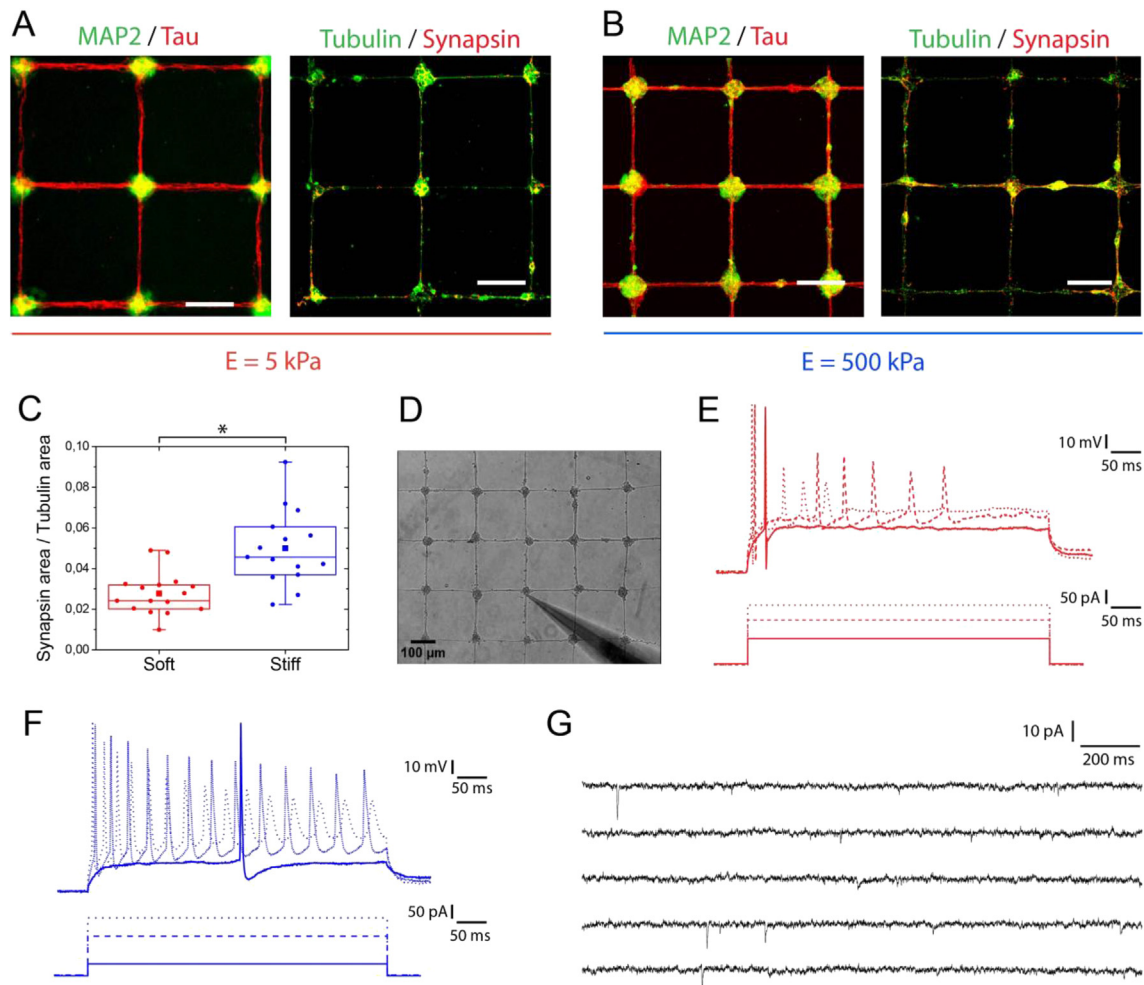 A
MAP2 / Tau
Tubulin / Synapsin
E = 5 kPa
B
MAP2 / Tau
Tubulin / Synapsin
E = 500 kPa
C
*
Synapsin area / Tubulin area
0,10
0,08
0,06
0,04
0,02
0,00
Soft
Stiff
D
100 µm
E
10 mV
50 ms
50 pA
50 ms
F
10 mV
50 ms
50 pA
50 ms
G
10 pA
200 ms